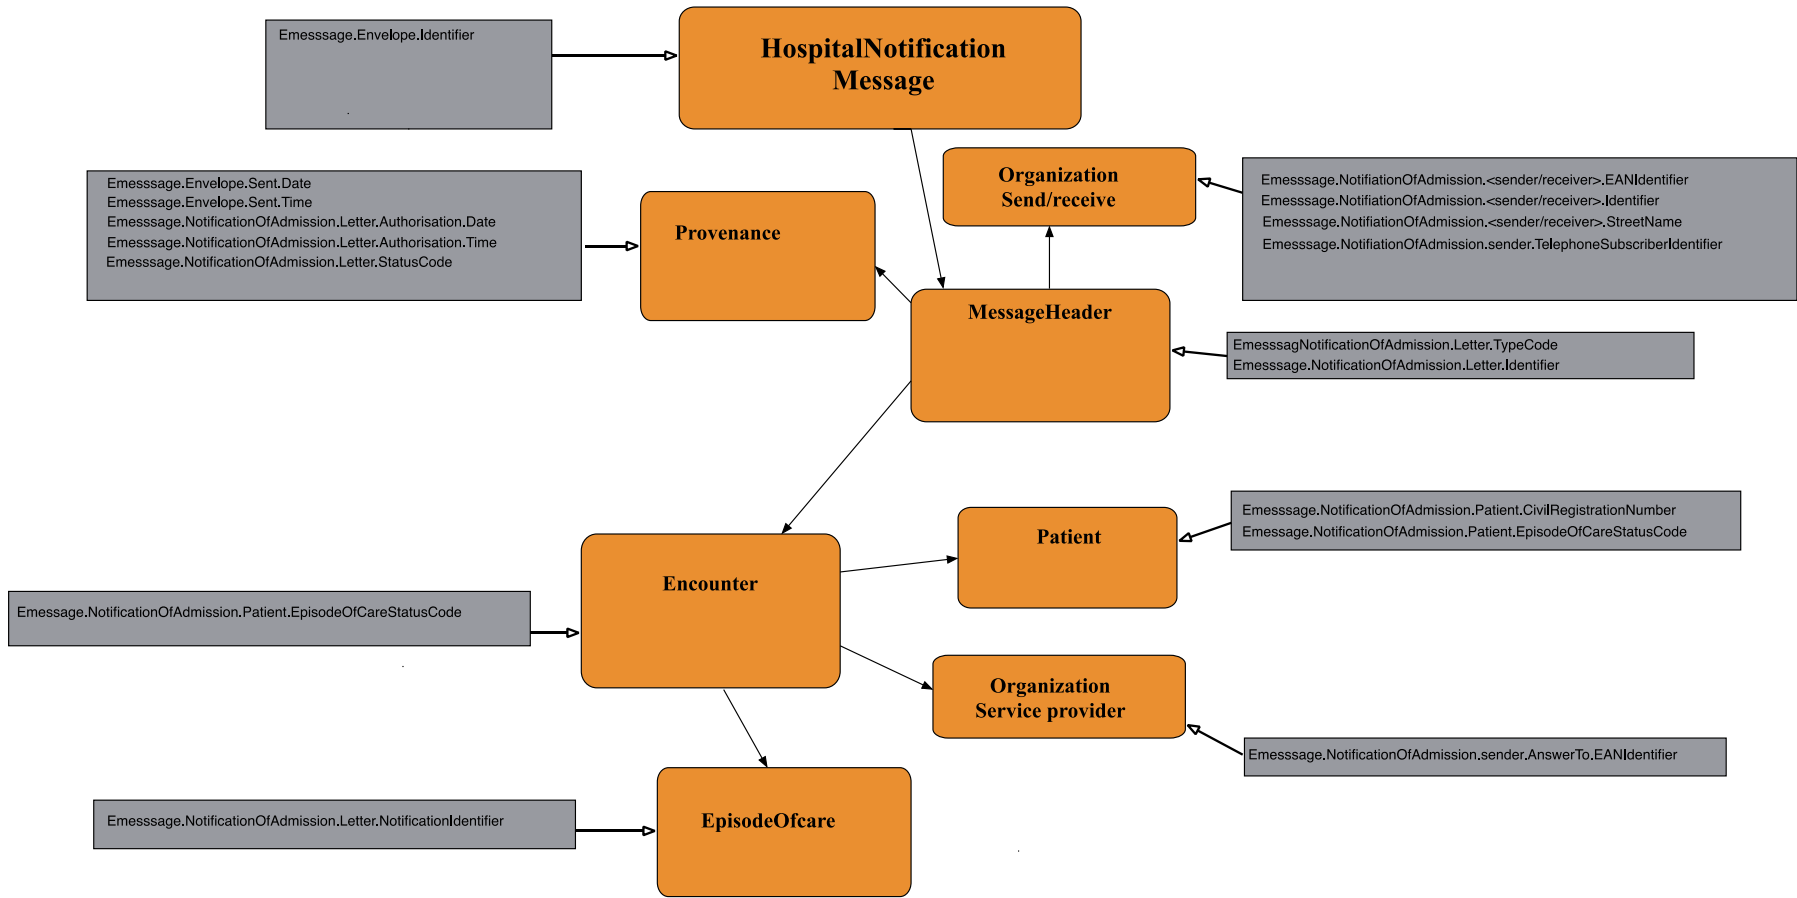 Emesssage.Envelope.Identifier
HospitalNotification
Message
Emesssage.Envelope.Sent.Date
Emesssage.Envelope.Sent.Time
Emesssage.NotificationOfAdmission.Letter.Authorisation.Date
Emesssage.NotificationOfAdmission.Letter.Authorisation.Time
Emesssage.NotificationOfAdmission.Letter.StatusCode
Provenance
Organization
Send/receive
Emesssage.NotifiationOfAdmission.<sender/receiver>.EANIdentifier
Emesssage.NotifiationOfAdmission.<sender/receiver>.Identifier
Emesssage.NotifiationOfAdmission.<sender/receiver>.StreetName
Emesssage.NotifiationOfAdmission.sender.TelephoneSubscriberIdentifier
MessageHeader
EmesssagNotificationOfAdmission.Letter.TypeCode
Emesssage.NotificationOfAdmission.Letter.Identifier
Patient
Emesssage.NotificationOfAdmission.Patient.CivilRegistrationNumber
Emesssage.NotificationOfAdmission.Patient.EpisodeOfCareStatusCode
Encounter
Emessage.NotificationOfAdmission.Patient.EpisodeOfCareStatusCode
Organization
Service provider
Emesssage.NotificationOfAdmission.sender.AnswerTo.EANIdentifier
EpisodeOfcare
Emesssage.NotificationOfAdmission.Letter.NotificationIdentifier